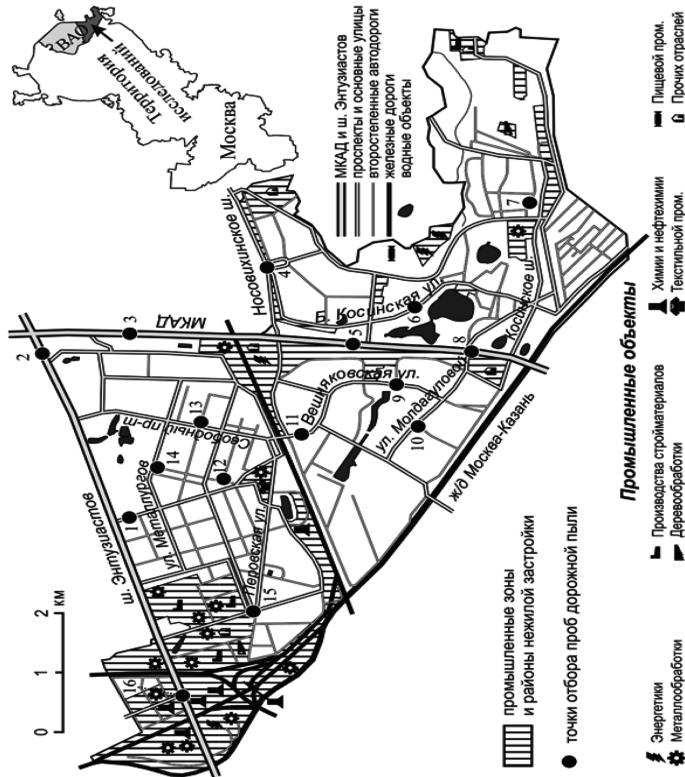 ВАО
Территория
исследований
Москва
МКАД и ш. Энтузиастов
проспекты и основные улицы
второстепенные автодороги
железные дороги
водные объекты
Носовихинское ш.
МКАД
Б. Косинская ул.
Косинское ш.
Вешняковская ул.
ул. Молдагуловой
ж/д Москва-Казань
Свободный пр-т
ул. Металлургов
ш. Энтузиастов
Перовская ул.
1
2
3
4
5
6
7
8
9
10
11
12
13
14
15
16
0 1 2
км
промышленные зоны
и районы нежилой застройки
точки отбора проб дорожной пыли
Промышленные объекты
Энергетики
Металлообработки
Производства стройматериалов
Деревообработки
Химии и нефтехимии
Текстильной пром.
Пищевой пром.
Прочих отраслей